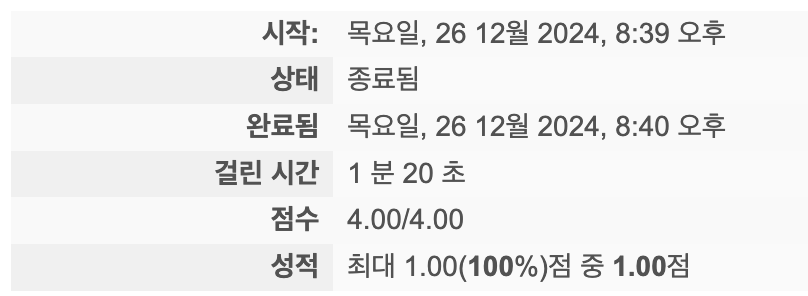 시작: 목요일, 26 12월 2024, 8:39 오후
상태 종료됨
완료됨 목요일, 26 12월 2024, 8:40 오후
걸린 시간 1 분 20 초
점수 4.00/4.00
성적 최대 1.00(100%)점 중 1.00점